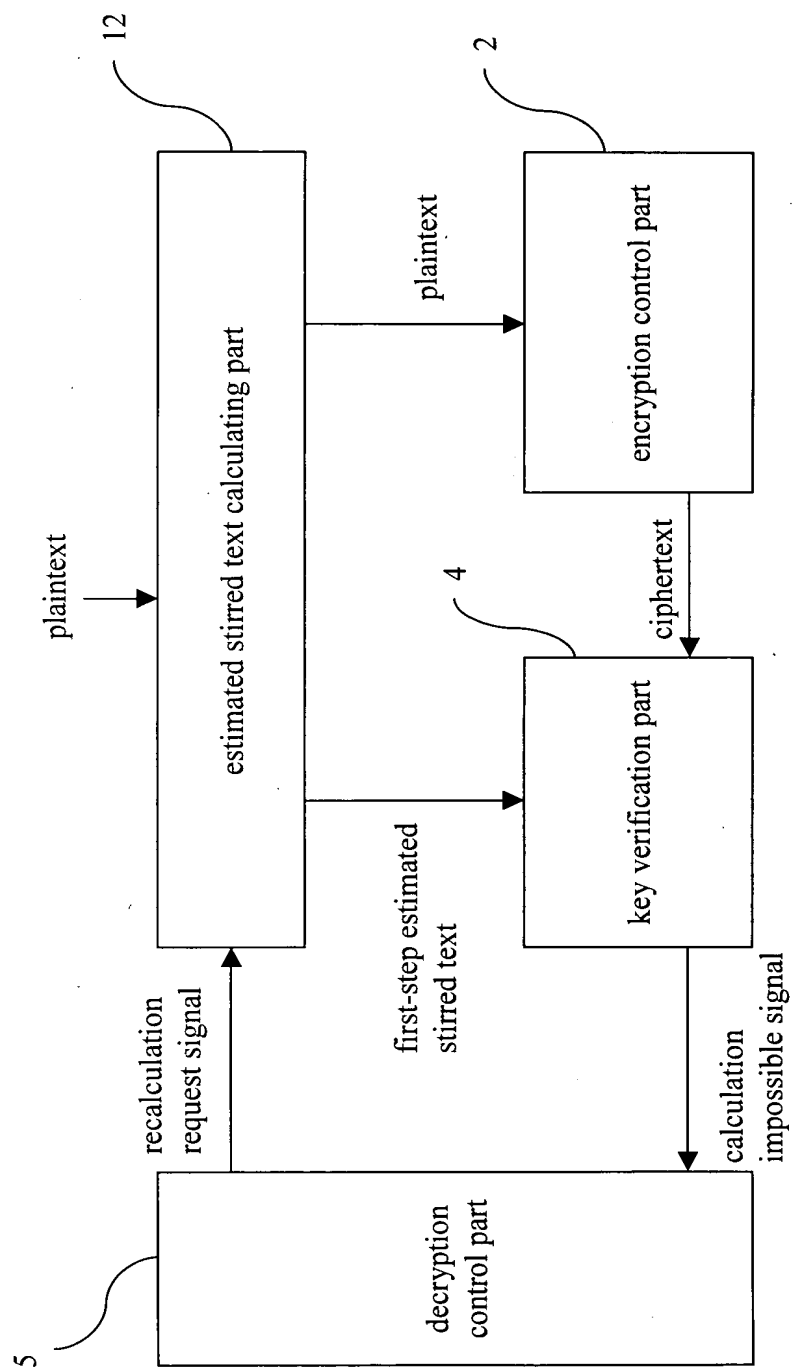 5
decryption
control part
recalculation
request signal
plaintext
12
estimated stirred text calculating part
first-step estimated
stirred text
plaintext
4
key verification part
2
encryption control part
ciphertext
calculation
impossible signal